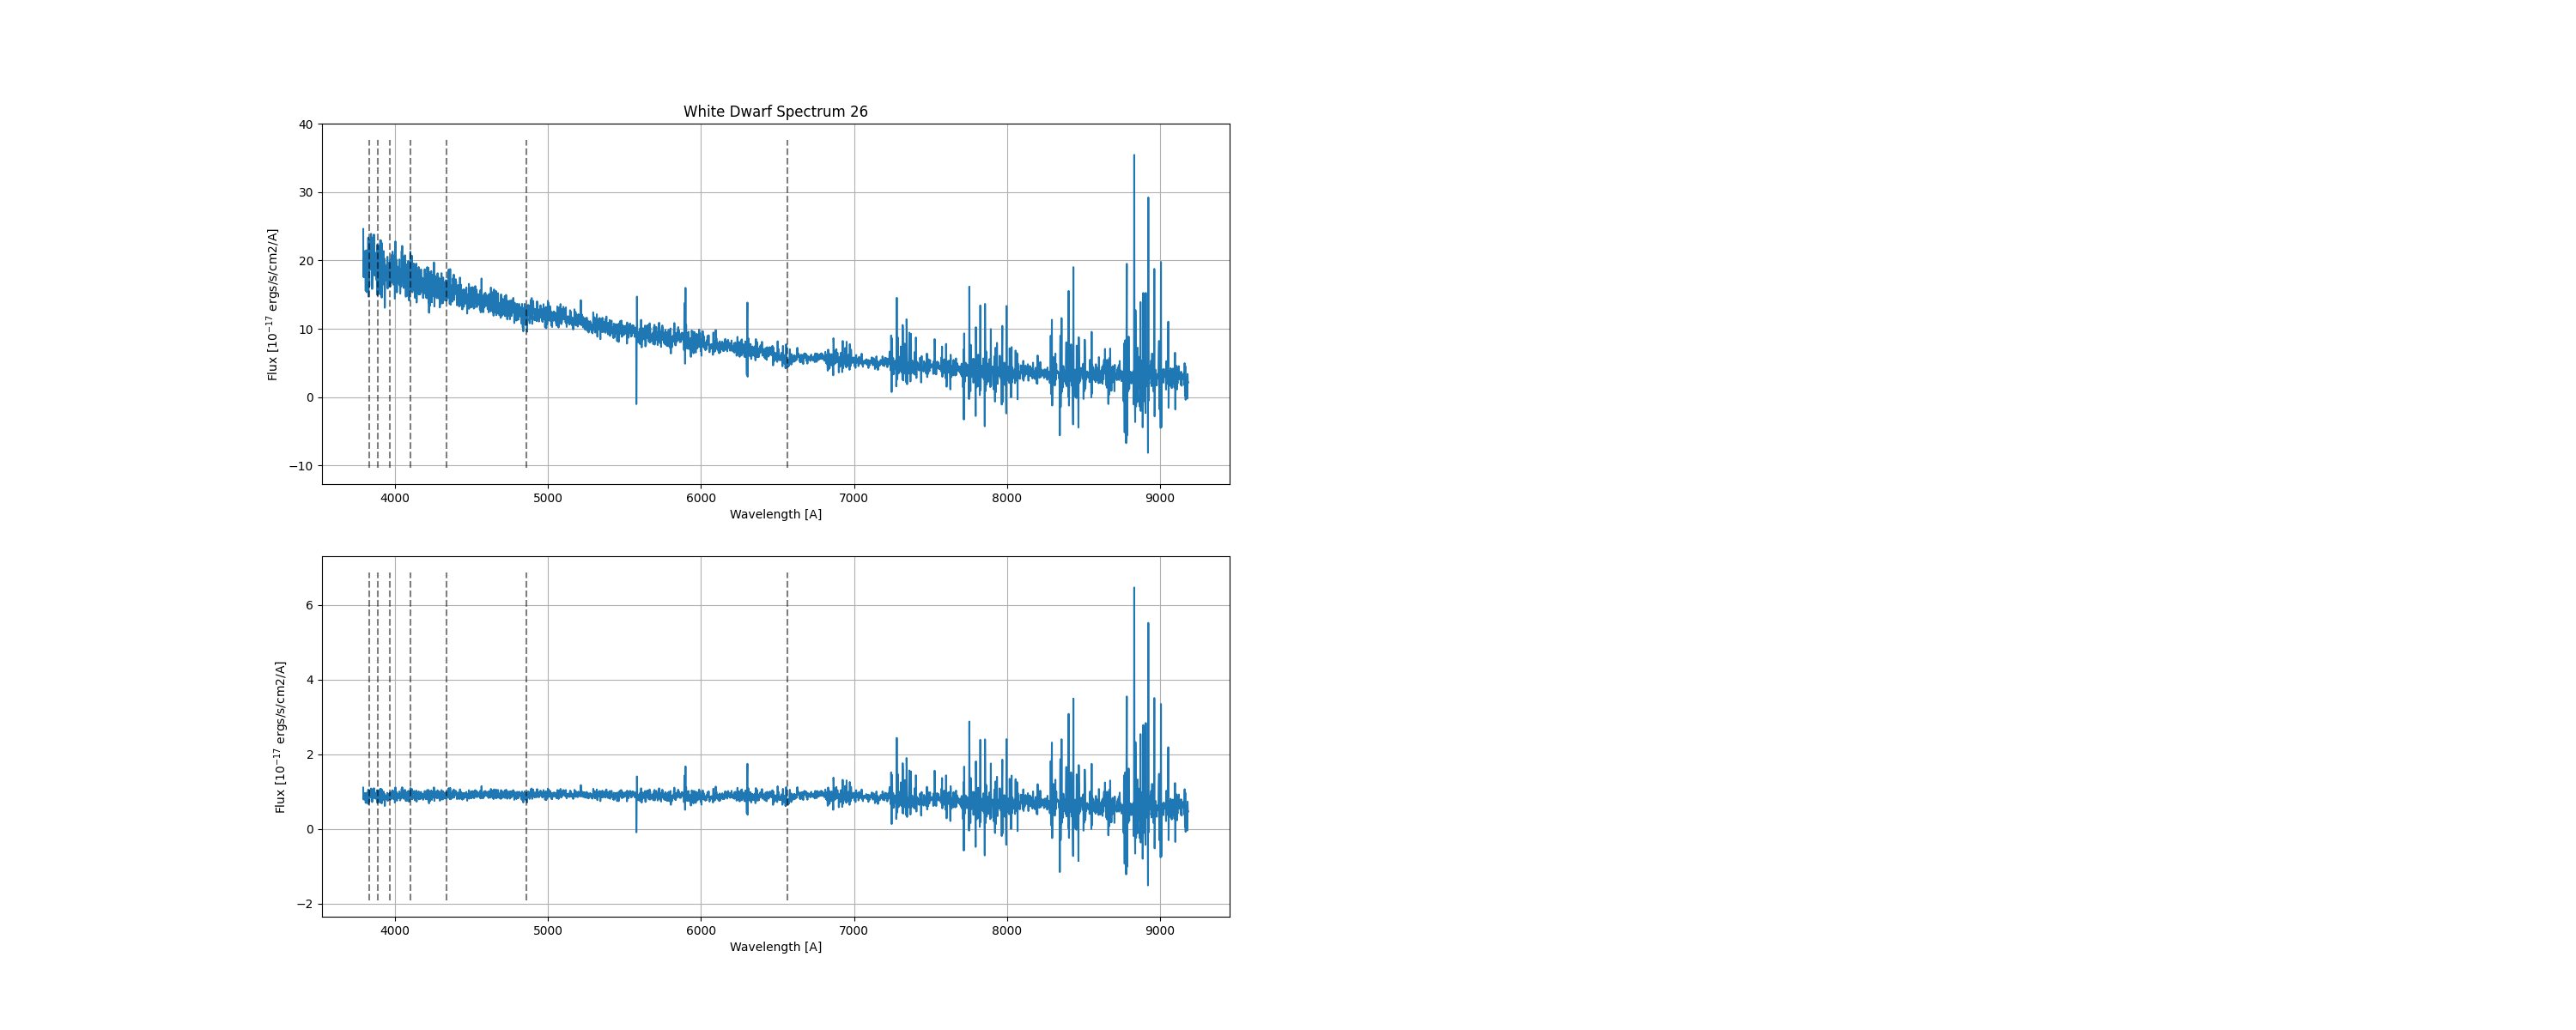 White Dwarf Spectrum 26
40
30
20
10
0
−10
Flux [10⁻¹⁷ ergs/s/cm2/A]
4000 5000 6000 7000 8000 9000
Wavelength [A]
6
4
2
0
−2
Flux [10⁻¹⁷ ergs/s/cm2/A]
4000 5000 6000 7000 8000 9000
Wavelength [A]